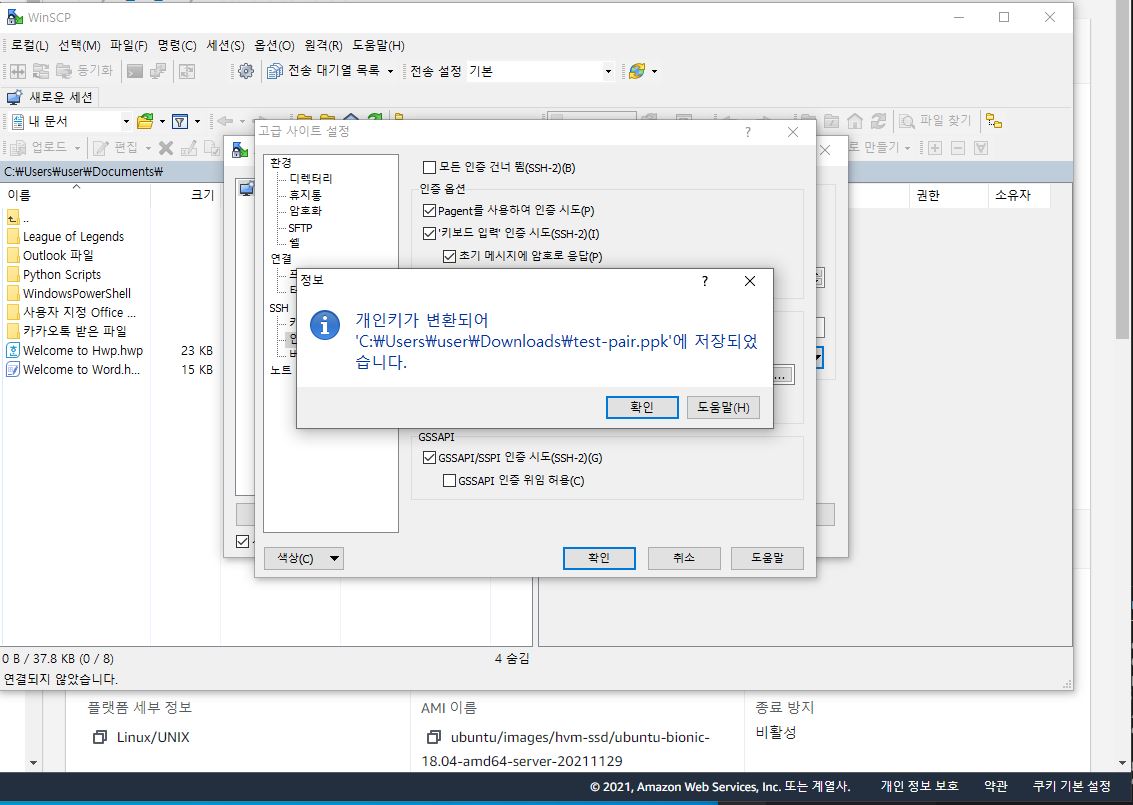 WinSCP
로컬(L) 선택(M) 파일(F) 명령(C) 세션(S) 옵션(O) 원격(R) 도움말(H)
동기화 전송 대기열 목록 전송 설정 기본
새로운 세션
내 문서 파일 찾기
업로드 편집 로 만들기
C:₩Users₩user₩Documents₩
이름 크기 권한 소유자
..
League of Legends
Outlook 파일
Python Scripts
WindowsPowerShell
사용자 지정 Office ...
카카오톡 받은 파일
Welcome to Hwp.hwp 23 KB
Welcome to Word.h... 15 KB
고급 사이트 설정 ?
환경
디렉터리
휴지통
암호화
SFTP
쉘
연결
SSH
노트
모든 인증 건너 뜀(SSH-2)(B)
인증 옵션
Pagent를 사용하여 인증 시도(P)
'키보드 입력' 인증 시도(SSH-2)(I)
초기 메시지에 암호로 응답(P)
정보 ?
개인키가 변환되어
'C:₩Users₩user₩Downloads₩test-pair.ppk'에 저장되었
습니다.
확인 도움말(H)
...
GSSAPI
GSSAPI/SSPI 인증 시도(SSH-2)(G)
GSSAPI 인증 위임 허용(C)
색상(C) 확인 취소 도움말
0 B / 37.8 KB (0 / 8) 4 숨김
연결되지 않았습니다.
플랫폼 세부 정보 AMI 이름 종료 방지
Linux/UNIX ubuntu/images/hvm-ssd/ubuntu-bionic- 비활성
18.04-amd64-server-20211129
© 2021, Amazon Web Services, Inc. 또는 계열사. 개인 정보 보호 약관 쿠키 기본 설정